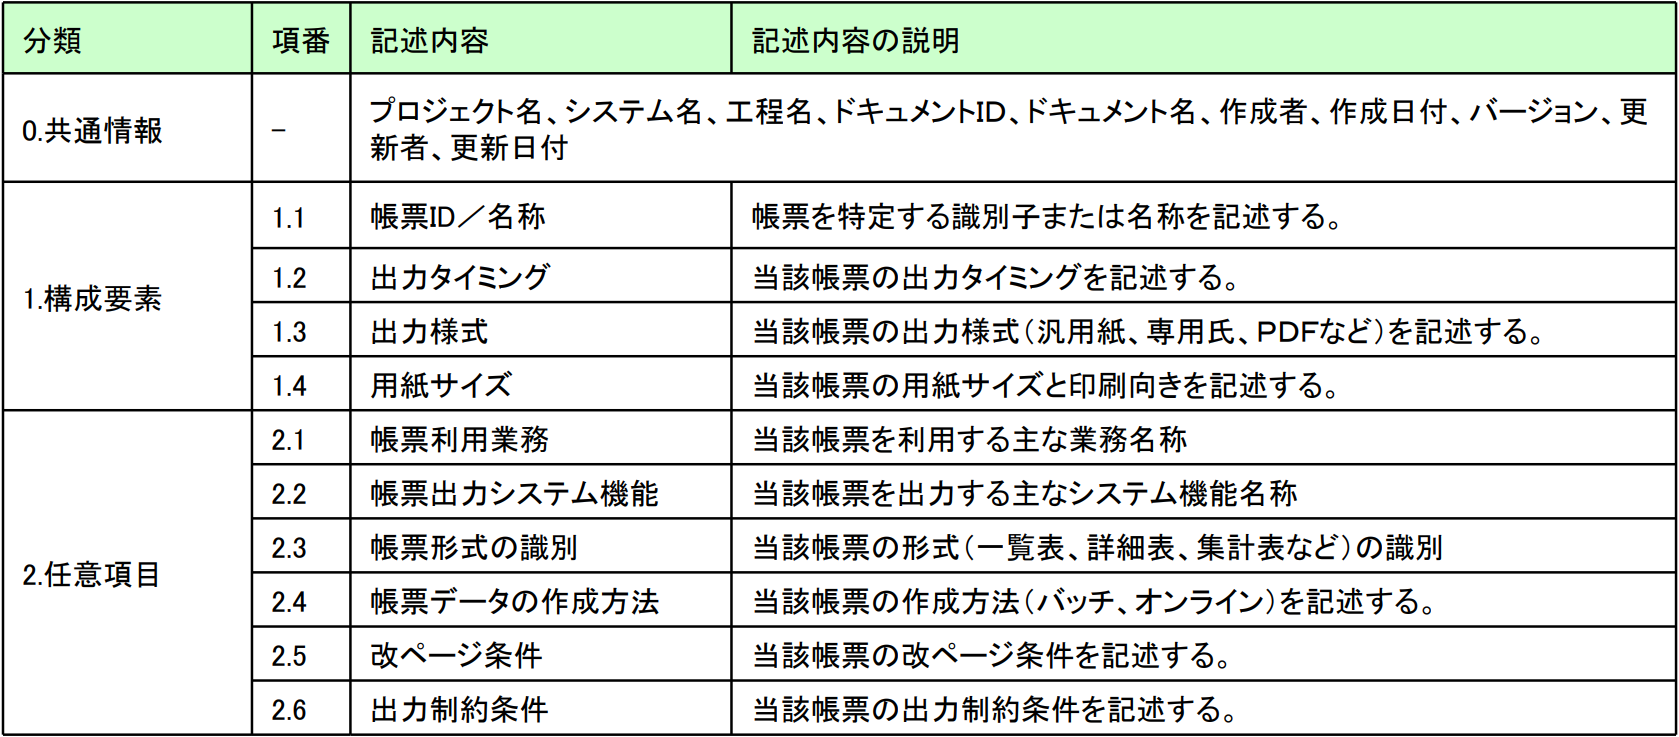 分類 項番 記述内容 記述内容の説明
0.共通情報 - プロジェクト名、システム名、工程名、ドキュメントID、ドキュメント名、作成者、作成日付、バージョン、更
新者、更新日付
1.構成要素
1.1 帳票ID／名称 帳票を特定する識別子または名称を記述する。
1.2 出力タイミング 当該帳票の出力タイミングを記述する。
1.3 出力様式 当該帳票の出力様式（汎用紙、専用氏、ＰＤＦなど）を記述する。
1.4 用紙サイズ 当該帳票の用紙サイズと印刷向きを記述する。
2.任意項目
2.1 帳票利用業務 当該帳票を利用する主な業務名称
2.2 帳票出力システム機能 当該帳票を出力する主なシステム機能名称
2.3 帳票形式の識別 当該帳票の形式（一覧表、詳細表、集計表など）の識別
2.4 帳票データの作成方法 当該帳票の作成方法（バッチ、オンライン）を記述する。
2.5 改ページ条件 当該帳票の改ページ条件を記述する。
2.6 出力制約条件 当該帳票の出力制約条件を記述する。